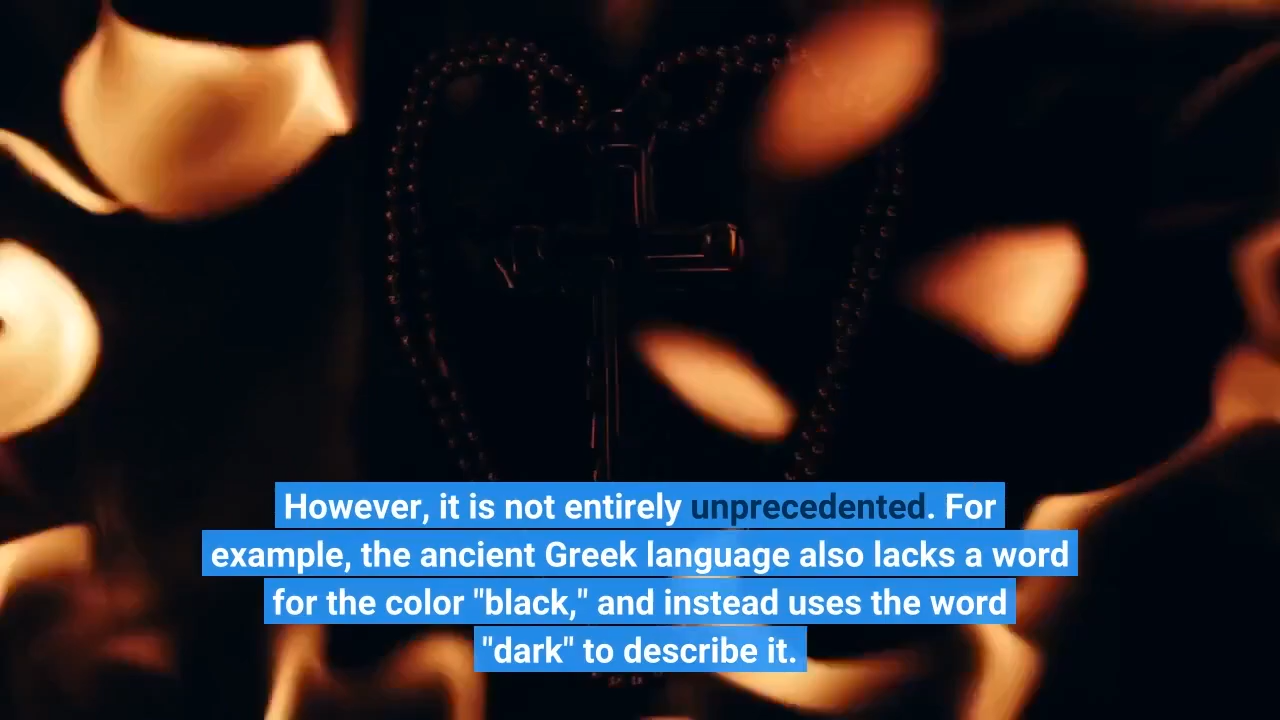 However, it is not entirely unprecedented. For
example, the ancient Greek language also lacks a word
for the color "black," and instead uses the word
"dark" to describe it.